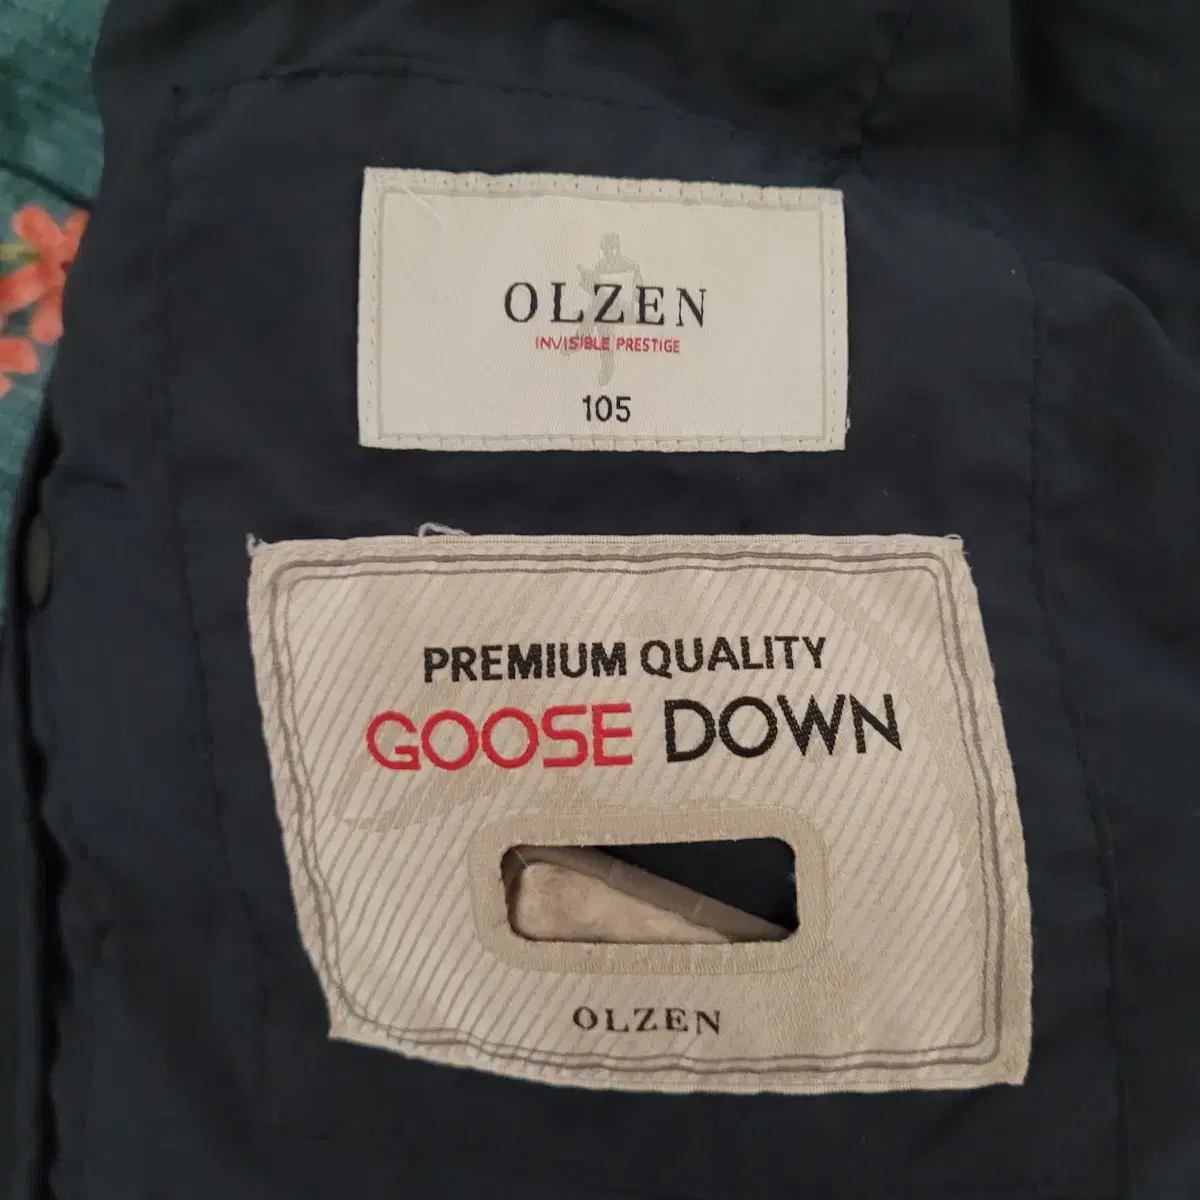 OLZEN
INVISIBLE PRESTIGE
105
PREMIUM QUALITY
GOOSE DOWN
OLZEN